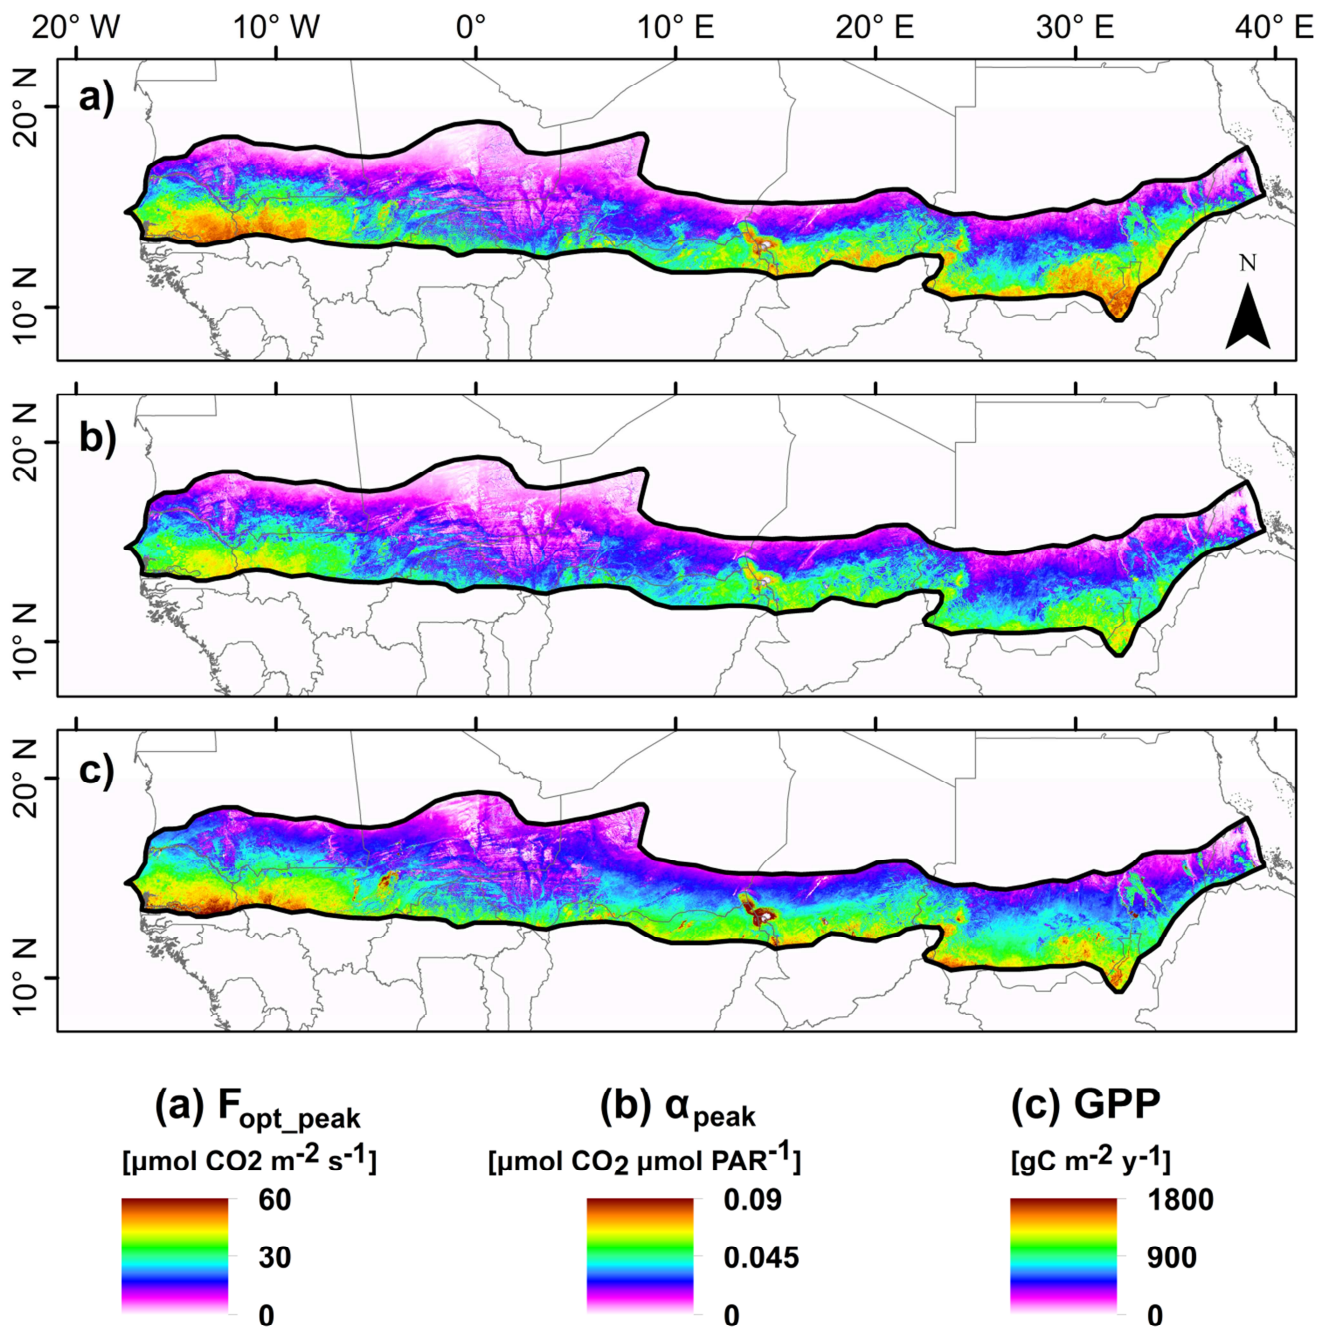 20° W 10° W 0° 10° E 20° E 30° E 40° E
a)
20° N
10° N
N
b)
20° N
10° N
c)
20° N
10° N
(a) Fopt_peak (b) αpeak (c) GPP
[µmol CO2 m-2 s-1] [µmol CO2 µmol PAR-1] [gC m-2 y-1]
60 0.09 1800
30 0.045 900
0 0 0